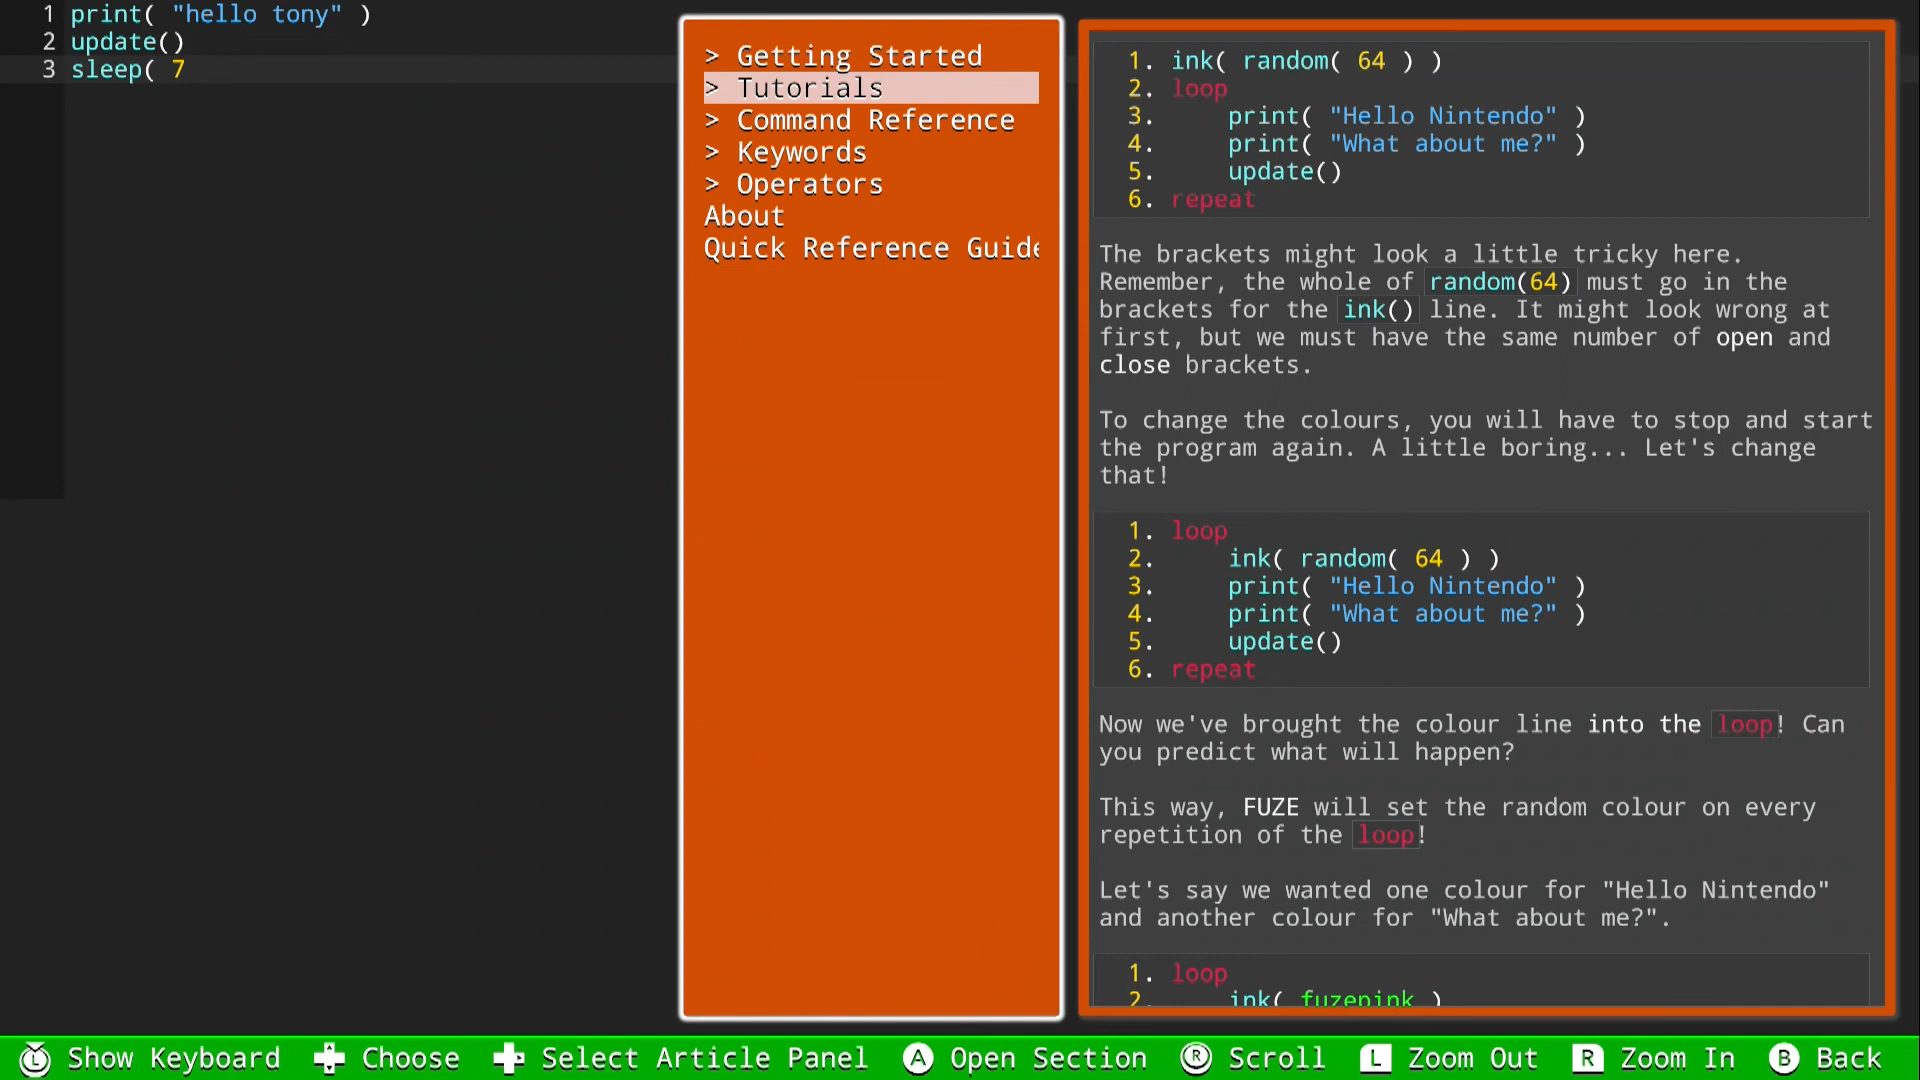 1 print( "hello tony" )
2 update()
3 sleep( 7
> Getting Started
> Tutorials
> Command Reference
> Keywords
> Operators
About
Quick Reference Guide
1. ink( random( 64 ) )
2. loop
3. print( "Hello Nintendo" )
4. print( "What about me?" )
5. update()
6. repeat
The brackets might look a little tricky here.
Remember, the whole of random(64) must go in the
brackets for the ink() line. It might look wrong at
first, but we must have the same number of open and
close brackets.
To change the colours, you will have to stop and start
the program again. A little boring... Let's change
that!
1. loop
2. ink( random( 64 ) )
3. print( "Hello Nintendo" )
4. print( "What about me?" )
5. update()
6. repeat
Now we've brought the colour line into the loop! Can
you predict what will happen?
This way, FUZE will set the random colour on every
repetition of the loop!
Let's say we wanted one colour for "Hello Nintendo"
and another colour for "What about me?".
1. loop
2. ink( fuzepink )
L Show Keyboard Choose Select Article Panel A Open Section R Scroll L Zoom Out R Zoom In B Back